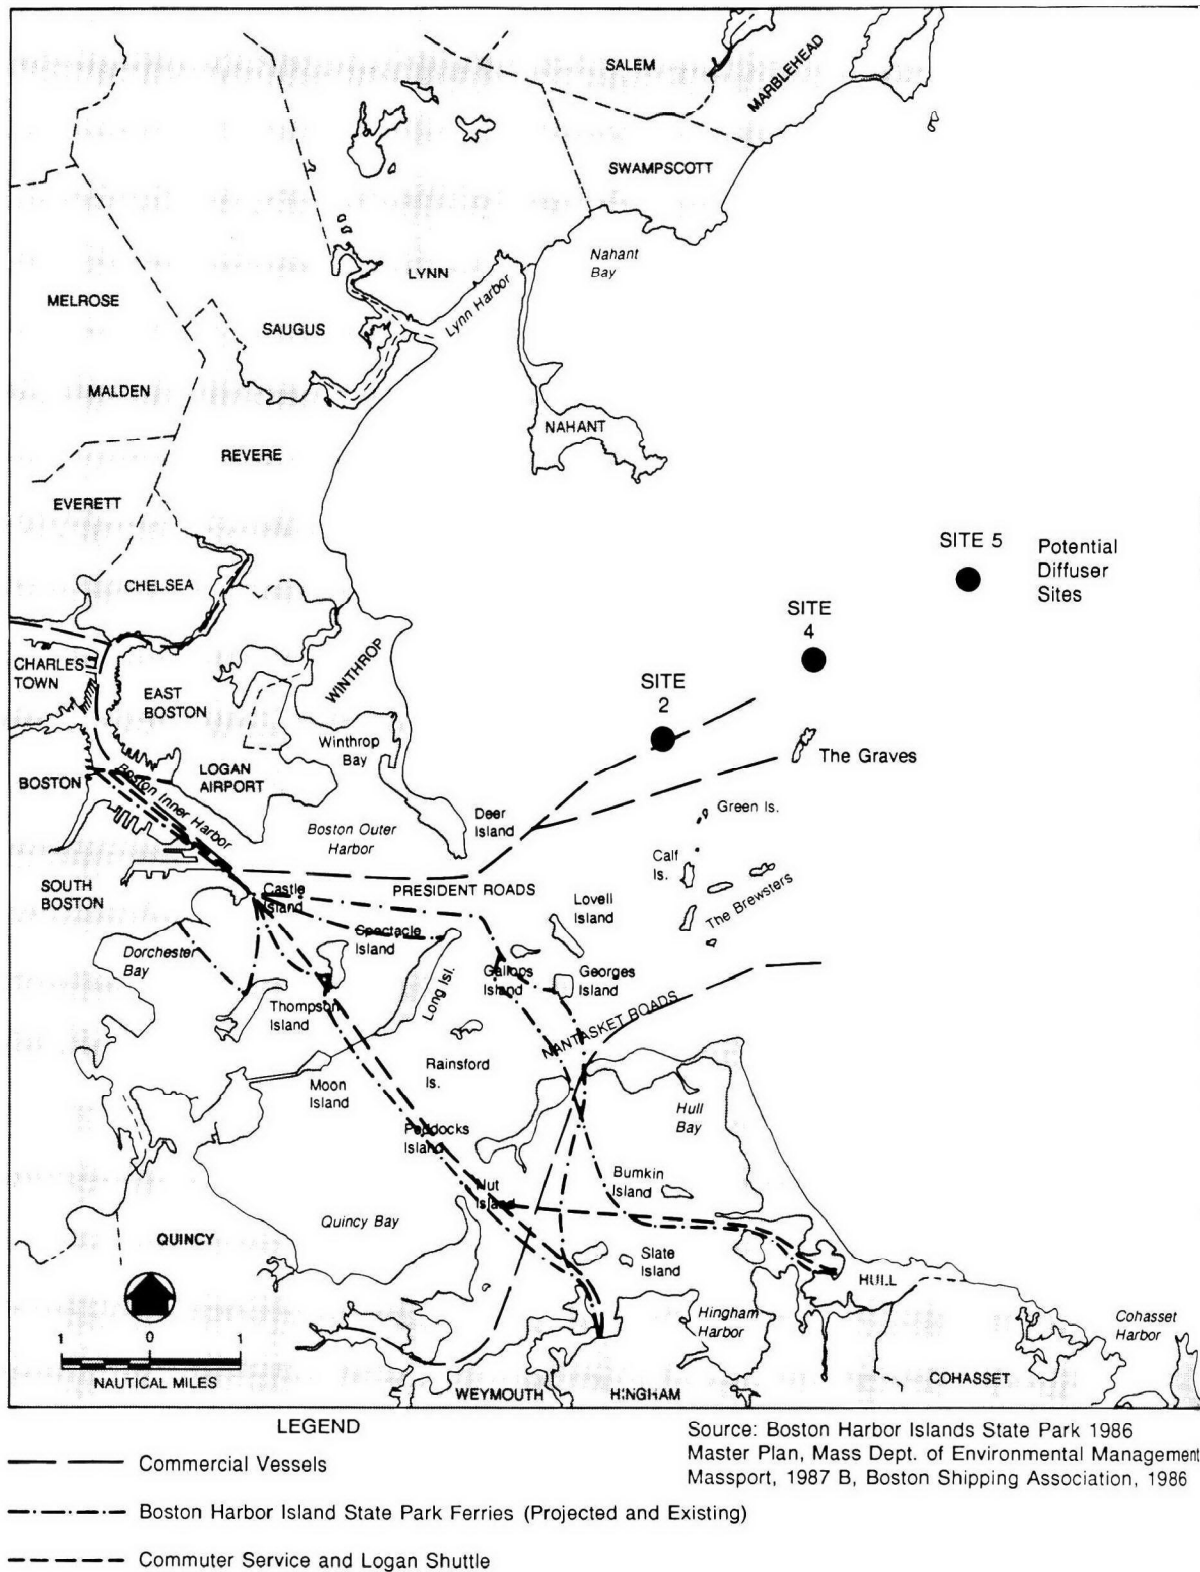 SALEM
MARBLEHEAD
SWAMPSCOTT
Nahant
Bay
LYNN
Lynn Harbor
MELROSE
SAUGUS
MALDEN
NAHANT
REVERE
EVERETT
SITE 5
Potential
Diffuser
Sites
CHELSEA
SITE
4
CHARLES
TOWN
WINTHROP
SITE
2
EAST
BOSTON
Winthrop
Bay
The Graves
BOSTON
LOGAN
AIRPORT
Boston Inner Harbor
Green Is.
Deer
Island
Boston Outer
Harbor
Calf
Is.
SOUTH
BOSTON
Castle
Island
PRESIDENT ROADS
Lovell
Island
The Brewsters
Spectacle
Island
Dorchester
Bay
Long Isl.
Gallops
Island
Georges
Island
Thompson
Island
NANTASKET ROADS
Rainsford
Is.
Moon
Island
Hull
Bay
Peddocks
Island
Bumkin
Island
Nut
Island
Quincy Bay
QUINCY
Slate
Island
HULL
Hingham
Harbor
Cohasset
Harbor
1 0 1
NAUTICAL MILES
COHASSET
WEYMOUTH
HINGHAM
LEGEND
Commercial Vessels
Boston Harbor Island State Park Ferries (Projected and Existing)
Commuter Service and Logan Shuttle
Source: Boston Harbor Islands State Park 1986
Master Plan, Mass Dept. of Environmental Management
Massport, 1987 B, Boston Shipping Association, 1986